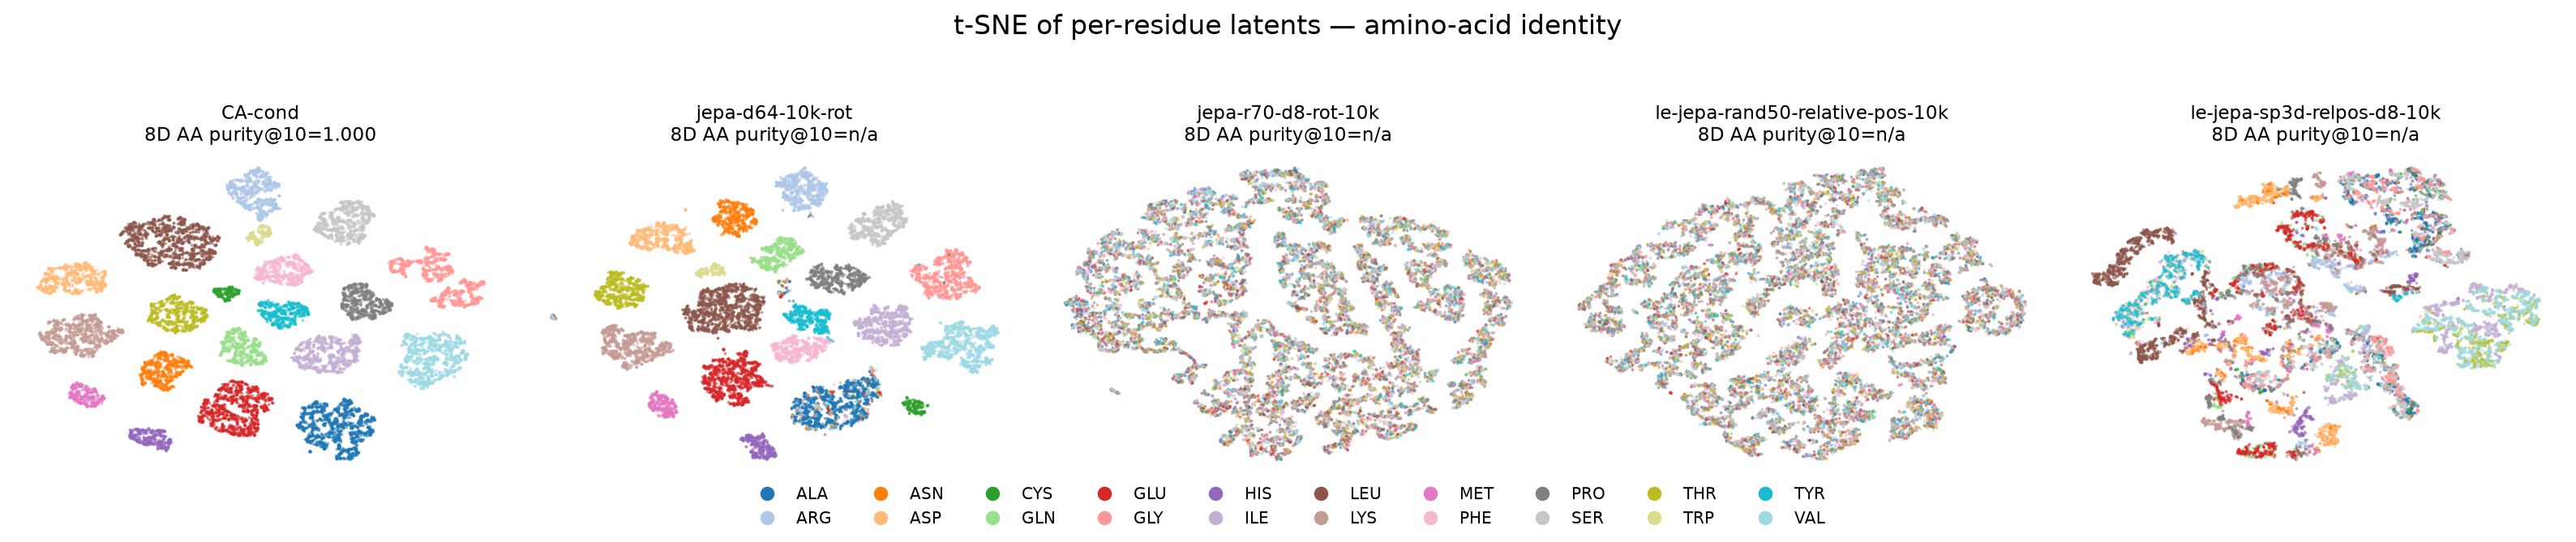 t-SNE of per-residue latents — amino-acid identity
CA-cond
8D AA purity@10=1.000
jepa-d64-10k-rot
8D AA purity@10=n/a
jepa-r70-d8-rot-10k
8D AA purity@10=n/a
le-jepa-rand50-relative-pos-10k
8D AA purity@10=n/a
le-jepa-sp3d-relpos-d8-10k
8D AA purity@10=n/a
ALA ASN CYS GLU HIS LEU MET PRO THR TYR
ARG ASP GLN GLY ILE LYS PHE SER TRP VAL